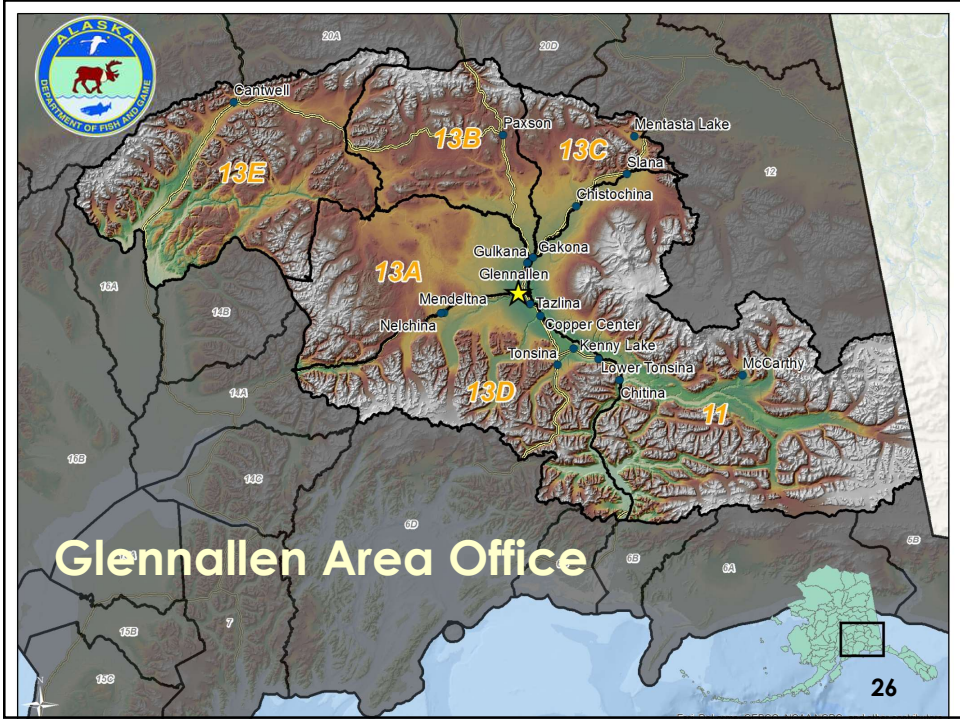 ALASKA
DEPARTMENT OF FISH AND GAME
20A
20D
Cantwell
Paxson
Mentasta Lake
13B
13C
Slana
12
13E
Chistochina
Gulkana
Gakona
13A
Glennallen
16A
Mendeltna
Tazlina
14B
Nelchina
Copper Center
Kenny Lake
Tonsina
Lower Tonsina
McCarthy
14A
13D
Chitina
11
16B
14C
6D
Glennallen Area Office
5B
6B
6A
15B
7
15C
N
26